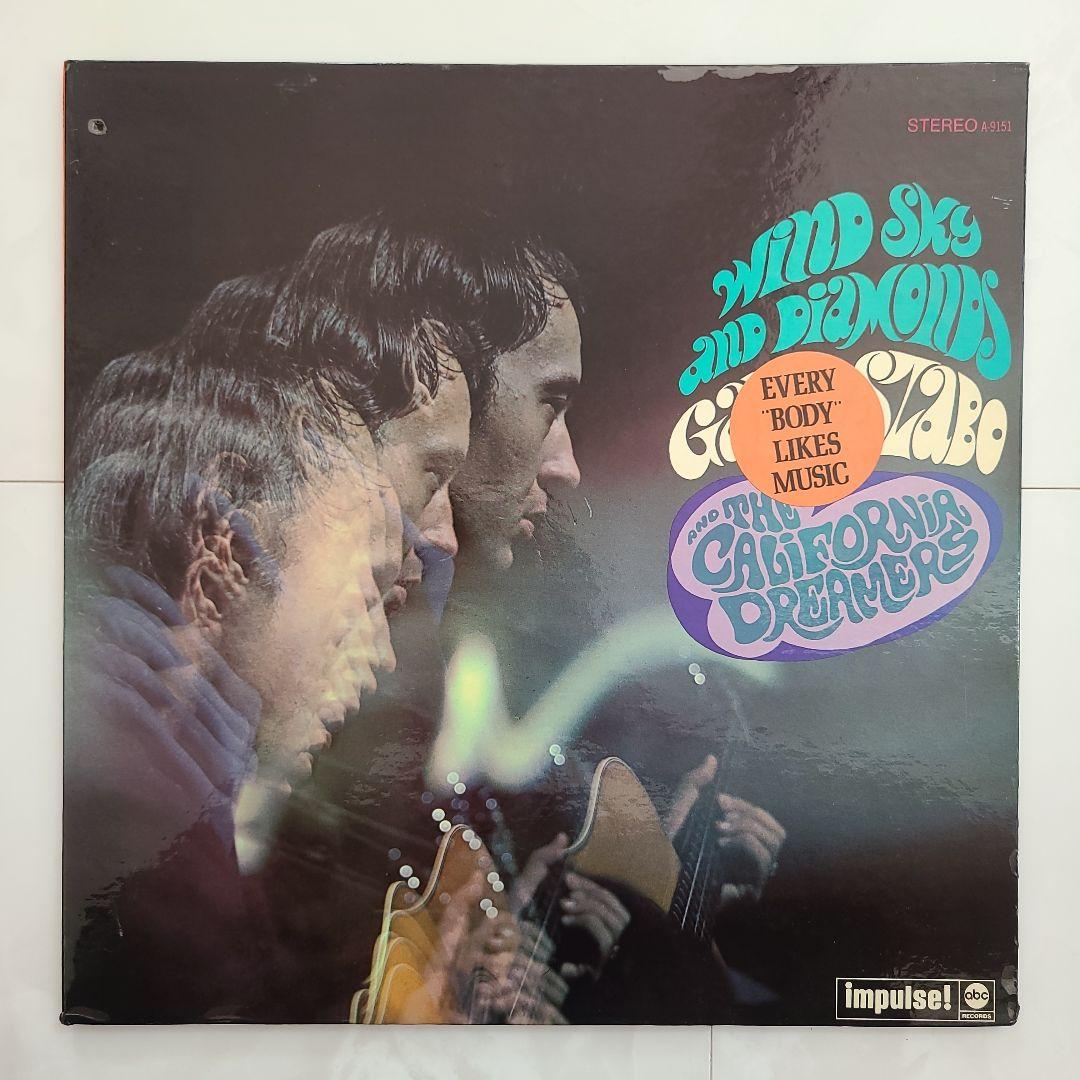 STEREO A-9151
WIND SKY
AND DIAMONDS
EVERY
"BODY"
LIKES
MUSIC
AND THE
CALIFORNIA
DREAMERS
impulse!
abc
RECORDS